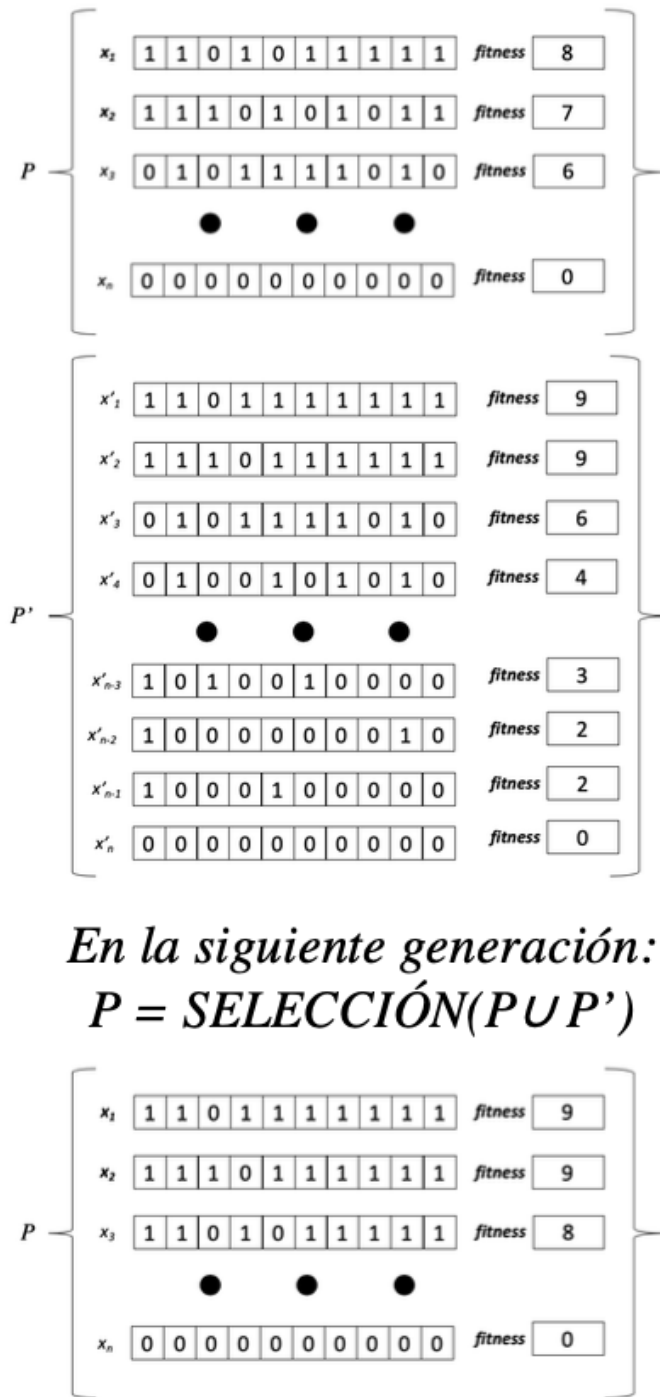 x₁ 1 1 0 1 0 1 1 1 1 1 fitness 8
x₂ 1 1 1 0 1 0 1 0 1 1 fitness 7
P x₃ 0 1 0 1 1 1 1 0 1 0 fitness 6
xₙ 0 0 0 0 0 0 0 0 0 0 fitness 0
x'₁ 1 1 0 1 1 1 1 1 1 1 fitness 9
x'₂ 1 1 1 0 1 1 1 1 1 1 fitness 9
x'₃ 0 1 0 1 1 1 1 0 1 0 fitness 6
x'₄ 0 1 0 0 1 0 1 0 1 0 fitness 4
P'
x'ₙ₋₃ 1 0 1 0 0 1 0 0 0 0 fitness 3
x'ₙ₋₂ 1 0 0 0 0 0 0 0 1 0 fitness 2
x'ₙ₋₁ 1 0 0 0 1 0 0 0 0 0 fitness 2
x'ₙ 0 0 0 0 0 0 0 0 0 0 fitness 0
En la siguiente generación:
P = SELECCIÓN(P∪P')
x₁ 1 1 0 1 1 1 1 1 1 1 fitness 9
x₂ 1 1 1 0 1 1 1 1 1 1 fitness 9
P x₃ 1 1 0 1 0 1 1 1 1 1 fitness 8
xₙ 0 0 0 0 0 0 0 0 0 0 fitness 0